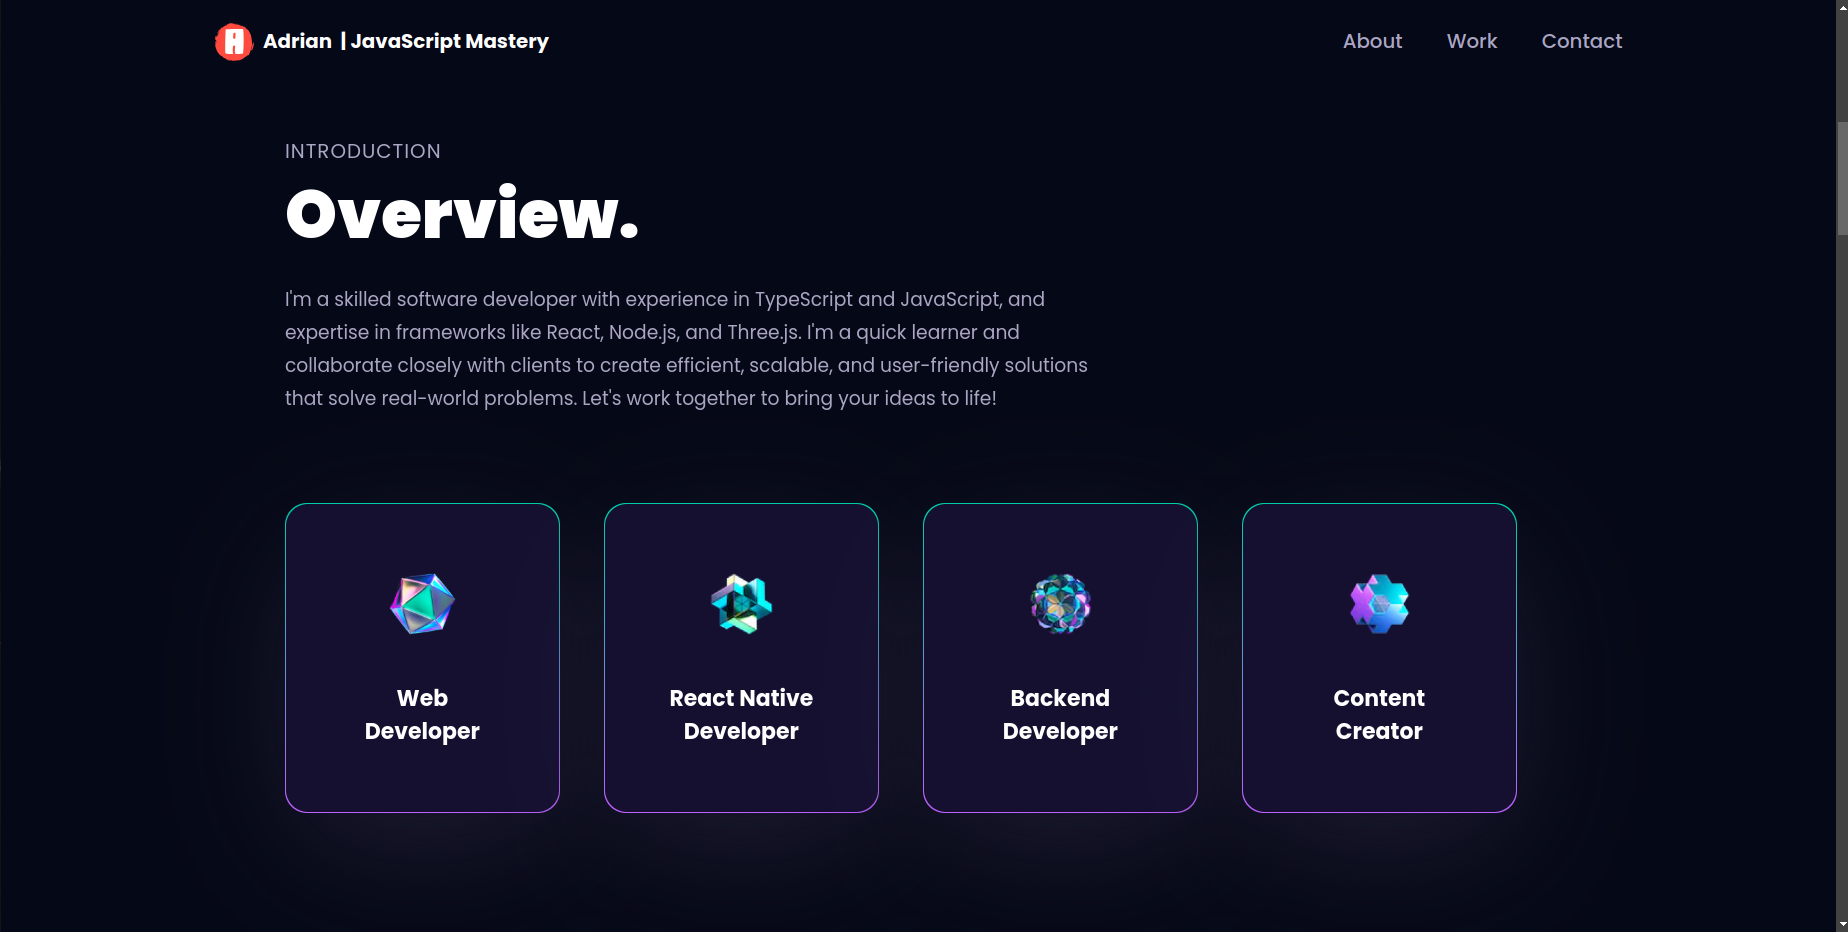 Adrian | JavaScript Mastery
About Work Contact
INTRODUCTION
Overview.
I'm a skilled software developer with experience in TypeScript and JavaScript, and
expertise in frameworks like React, Node.js, and Three.js. I'm a quick learner and
collaborate closely with clients to create efficient, scalable, and user-friendly solutions
that solve real-world problems. Let's work together to bring your ideas to life!
Web
Developer
React Native
Developer
Backend
Developer
Content
Creator